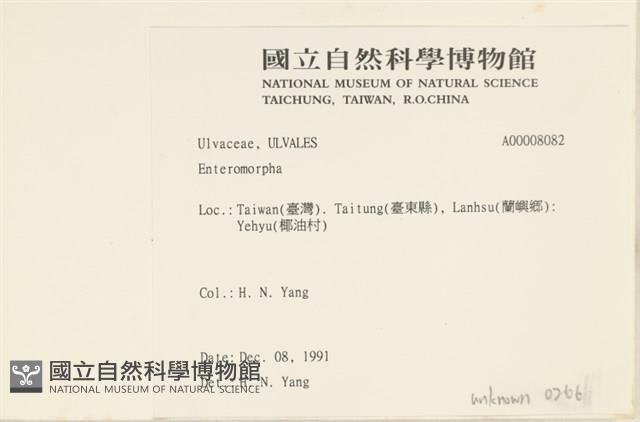 國立自然科學博物館
NATIONAL MUSEUM OF NATURAL SCIENCE
TAICHUNG, TAIWAN, R.O.CHINA
Ulvaceae, ULVALES A00008082
Enteromorpha
Loc.: Taiwan(臺灣). Taitung(臺東縣), Lanhsu(蘭嶼鄉):
Yehyu(椰油村)
Col.: H. N. Yang
Date: Dec. 08, 1991
Det.: H. N. Yang
國立自然科學博物館
NATIONAL MUSEUM OF NATURAL SCIENCE
unknown 0266